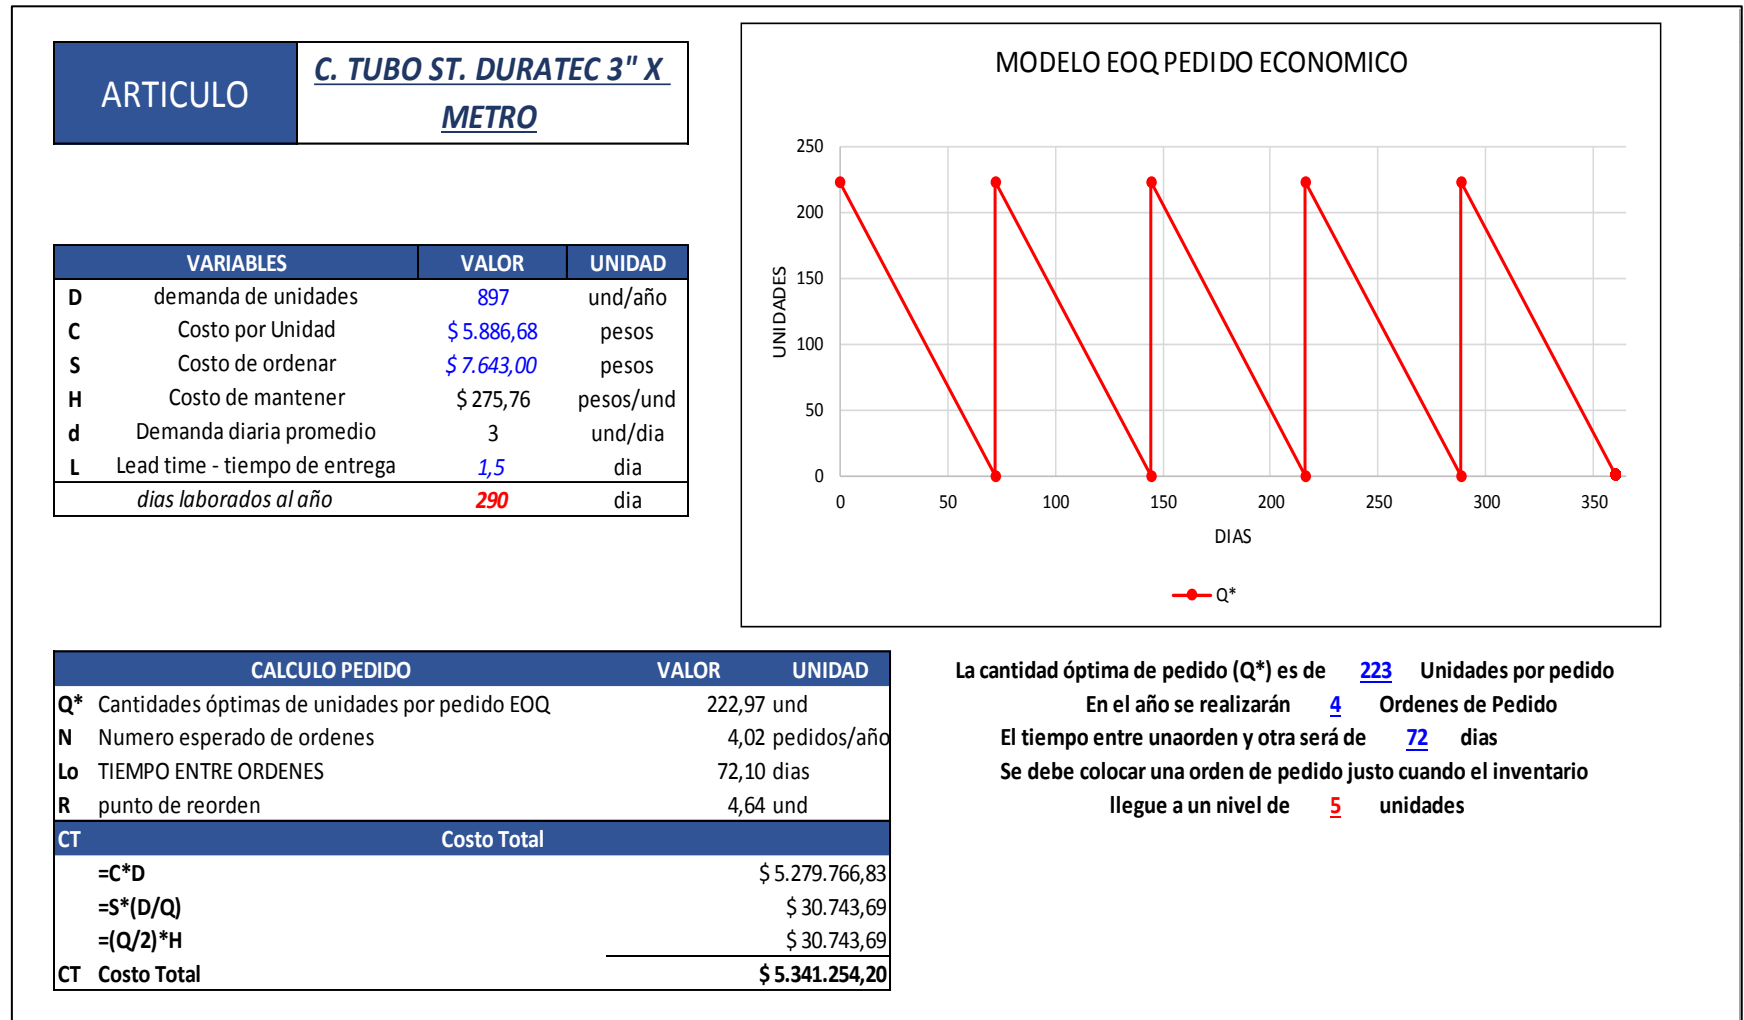 ARTICULO
C. TUBO ST. DURATEC 3" X
METRO
VARIABLES VALOR UNIDAD
D demanda de unidades 897 und/año
C Costo por Unidad $ 5.886,68 pesos
S Costo de ordenar $ 7.643,00 pesos
H Costo de mantener $ 275,76 pesos/und
d Demanda diaria promedio 3 und/dia
L Lead time - tiempo de entrega 1,5 dia
dias laborados al año 290 dia
MODELO EOQ PEDIDO ECONOMICO
250
200
150
100
50
0
UNIDADES
0 50 100 150 200 250 300 350
DIAS
Q*
CALCULO PEDIDO VALOR UNIDAD
Q* Cantidades óptimas de unidades por pedido EOQ 222,97 und
N Numero esperado de ordenes 4,02 pedidos/año
Lo TIEMPO ENTRE ORDENES 72,10 dias
R punto de reorden 4,64 und
CT Costo Total
=C*D $ 5.279.766,83
=S*(D/Q) $ 30.743,69
=(Q/2)*H $ 30.743,69
CT Costo Total $ 5.341.254,20
La cantidad óptima de pedido (Q*) es de 223 Unidades por pedido
En el año se realizarán 4 Ordenes de Pedido
El tiempo entre unaorden y otra será de 72 dias
Se debe colocar una orden de pedido justo cuando el inventario
llegue a un nivel de 5 unidades